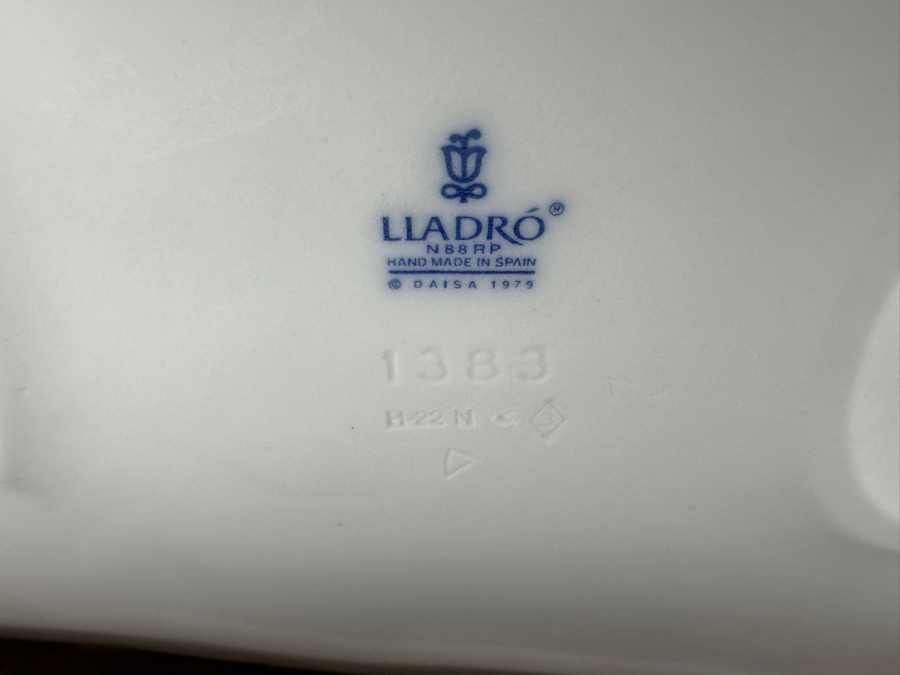 LLADRÓ®
N88RP
HAND MADE IN SPAIN
© DAISA 1979
1383
H-22 N